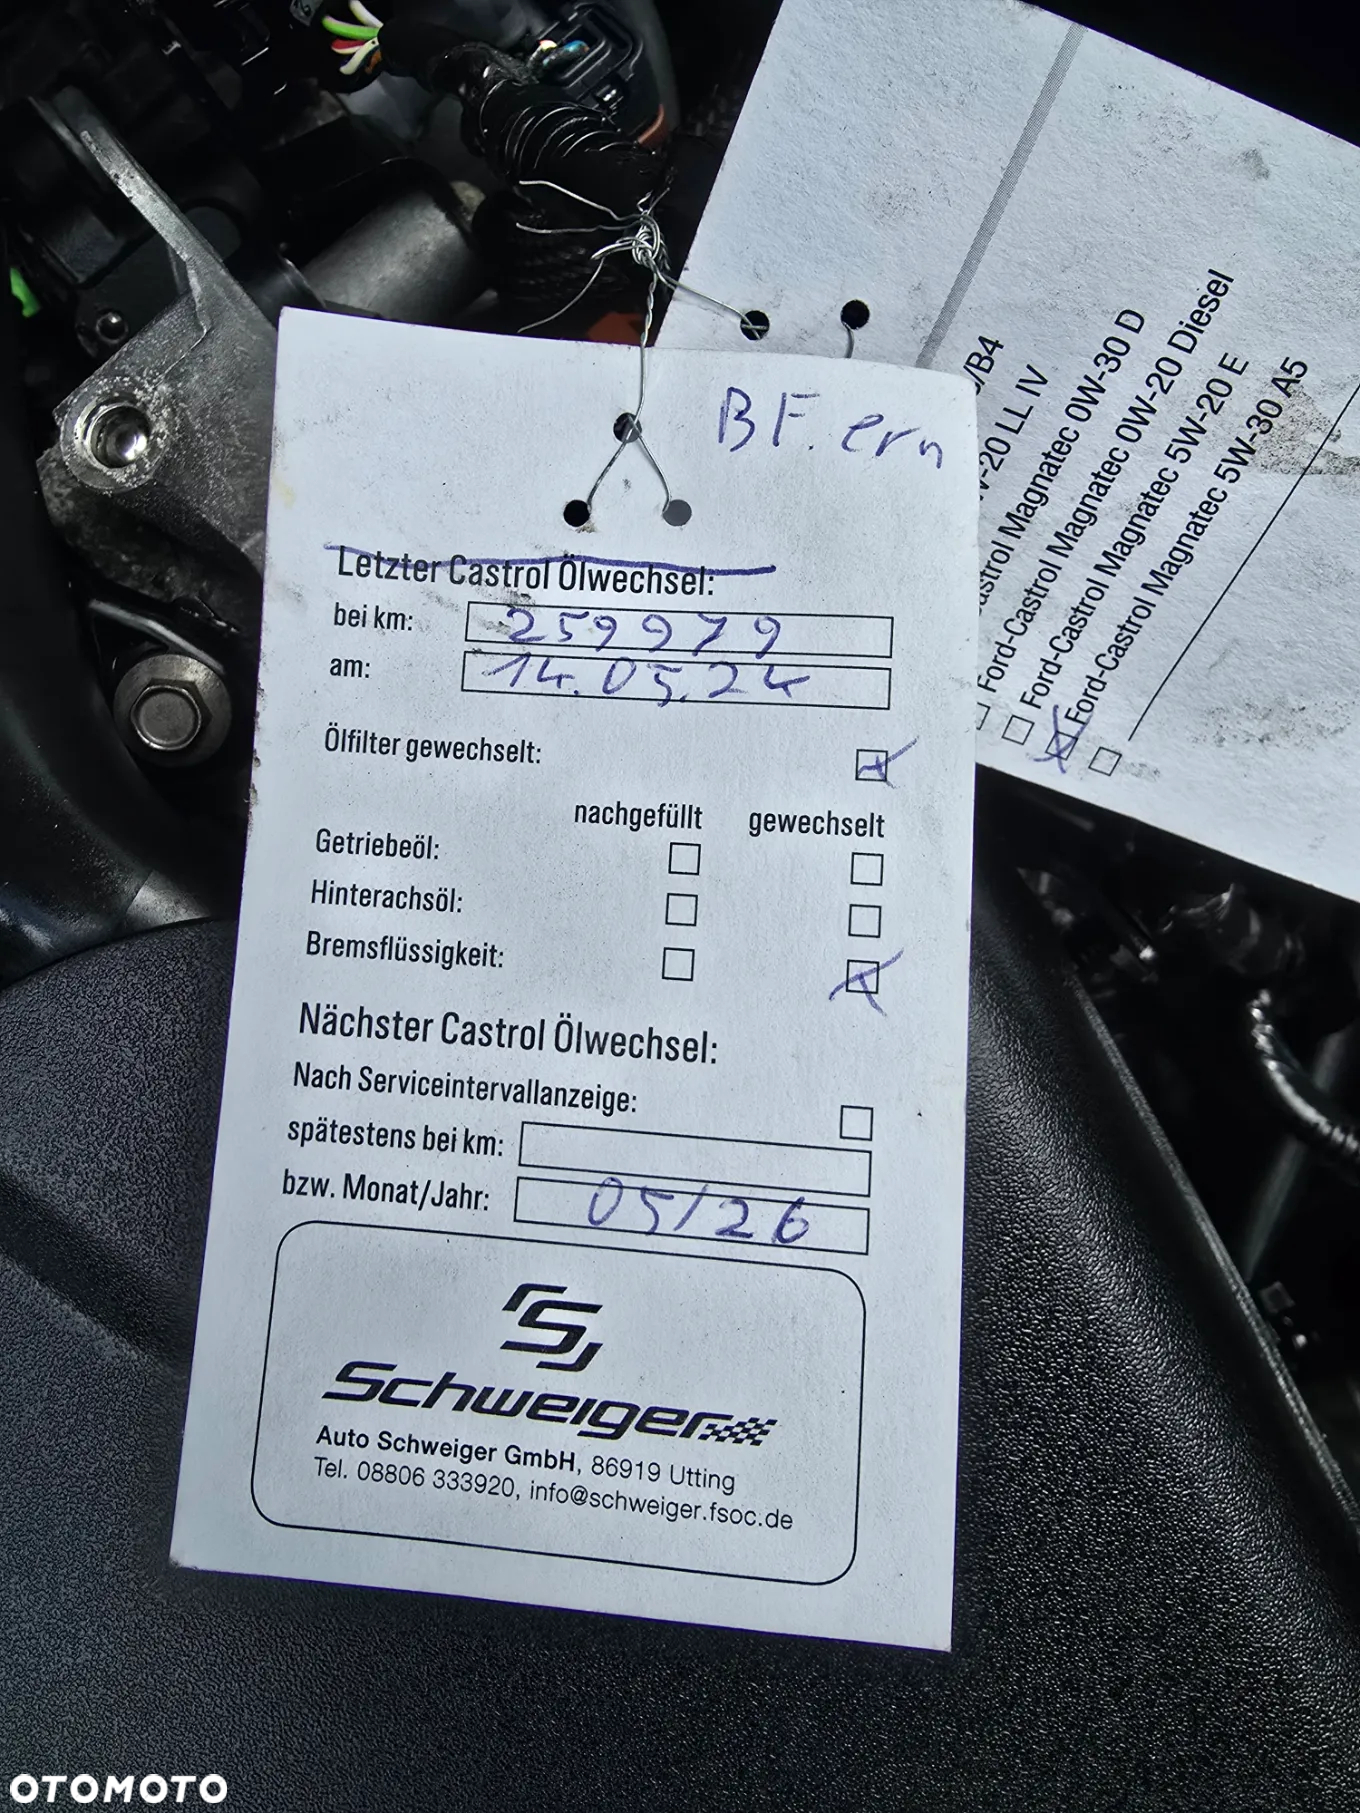 BF. ern
Letzter Castrol Ölwechsel:
bei km: 259979
am: 14.05.24
Ölfilter gewechselt:
nachgefüllt gewechselt
Getriebeöl:
Hinterachsöl:
Bremsflüssigkeit:
Nächster Castrol Ölwechsel:
Nach Serviceintervallanzeige:
spätestens bei km:
bzw. Monat/Jahr: 05/26
Schweiger
Auto Schweiger GmbH, 86919 Utting
Tel. 08806 333920, info@schweiger.fsoc.de
/B4
-20 LL IV
Magnatec 0W-30 D
Ford-Castrol Magnatec 0W-20 Diesel
Ford-Castrol Magnatec 5W-20 E
Ford-Castrol Magnatec 5W-30 A5
OTOMOTO